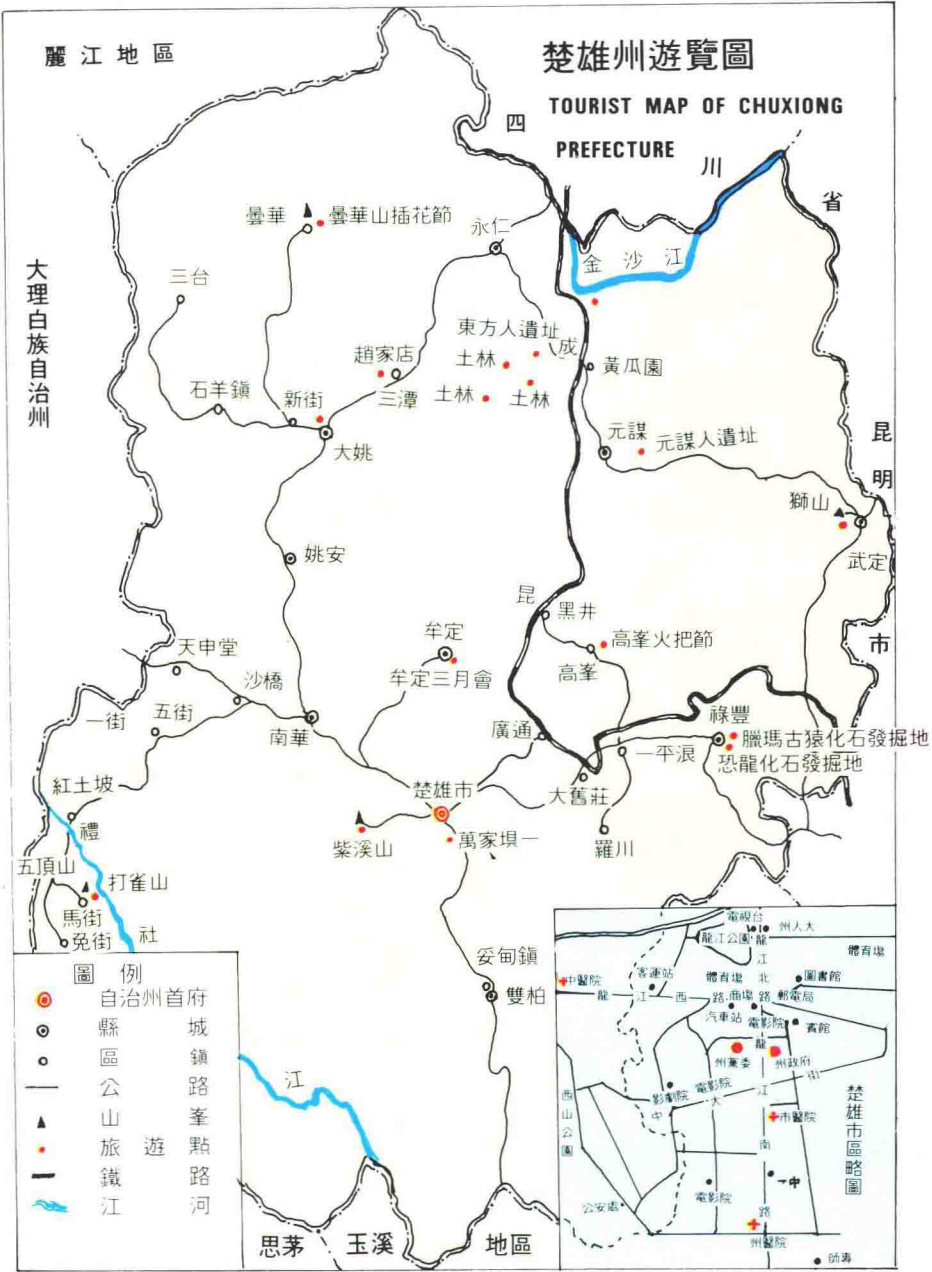 麗江地區
楚雄州遊覽圖
TOURIST MAP OF CHUXIONG
PREFECTURE
四
川
省
曇華
曇華山插花節
永仁
金沙江
大理白族自治州
三台
東方人遺址
成
土林
趙家店
黃瓜園
石羊鎮
新街
三潭
土林
土林
大姚
元謀
元謀人遺址
昆明
獅山
武定
姚安
昆
黑井
市
天申堂
牟定
高峯火把節
牟定三月會
高峯
沙橋
一街
五街
南華
廣通
祿豐
一平浪
臘瑪古猿化石發掘地
恐龍化石發掘地
紅土坡
楚雄市
大舊莊
禮
紫溪山
萬家壩一
羅川
五頂山
打雀山
馬街
兔街
社
妥甸鎮
雙柏
江
思茅
玉溪
地區
圖例
自治州首府
縣城
區鎮
公路
山峯
旅遊點
鐵路
江河
電視台
州人大
龍江公園
龍江北路
體育場
中醫院
客運站
體育場
圖書館
龍江西路
商場
郵電局
汽車站
電影院
賓館
州黨委
龍江南路
州政府
街
影劇院
電影院
大
中
西山公園
市醫院
楚雄市區略圖
一中
電影院
公安處
州醫院
師專